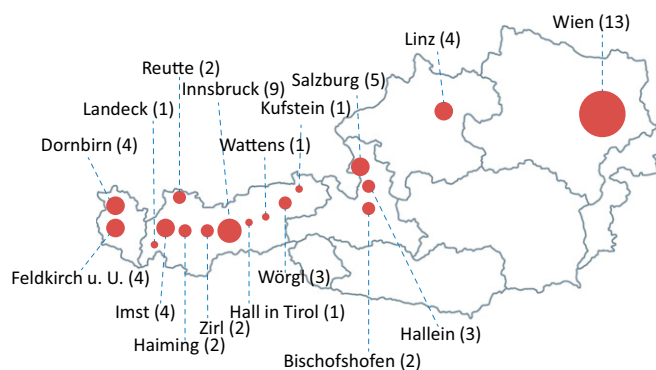 Wien (13)
Linz (4)
Reutte (2)
Salzburg (5)
Innsbruck (9)
Landeck (1)
Kufstein (1)
Dornbirn (4)
Wattens (1)
Feldkirch u. U. (4)
Wörgl (3)
Imst (4)
Hall in Tirol (1)
Zirl (2)
Hallein (3)
Haiming (2)
Bischofshofen (2)